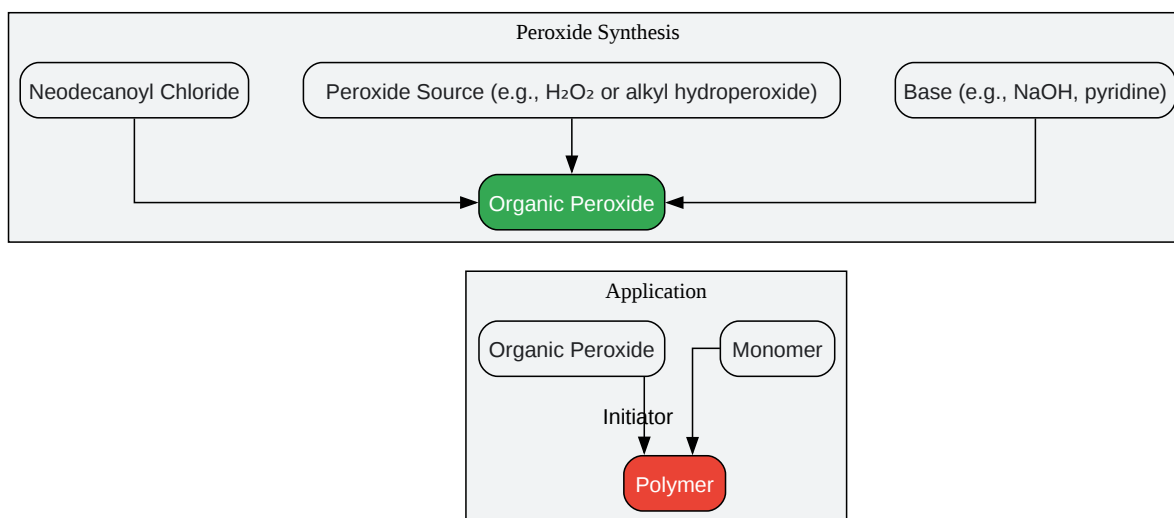 Peroxide Synthesis
Neodecanoyl Chloride
Peroxide Source (e.g., H₂O₂ or alkyl hydroperoxide)
Base (e.g., NaOH, pyridine)
Organic Peroxide
Application
Organic Peroxide
Monomer
Initiator
Polymer